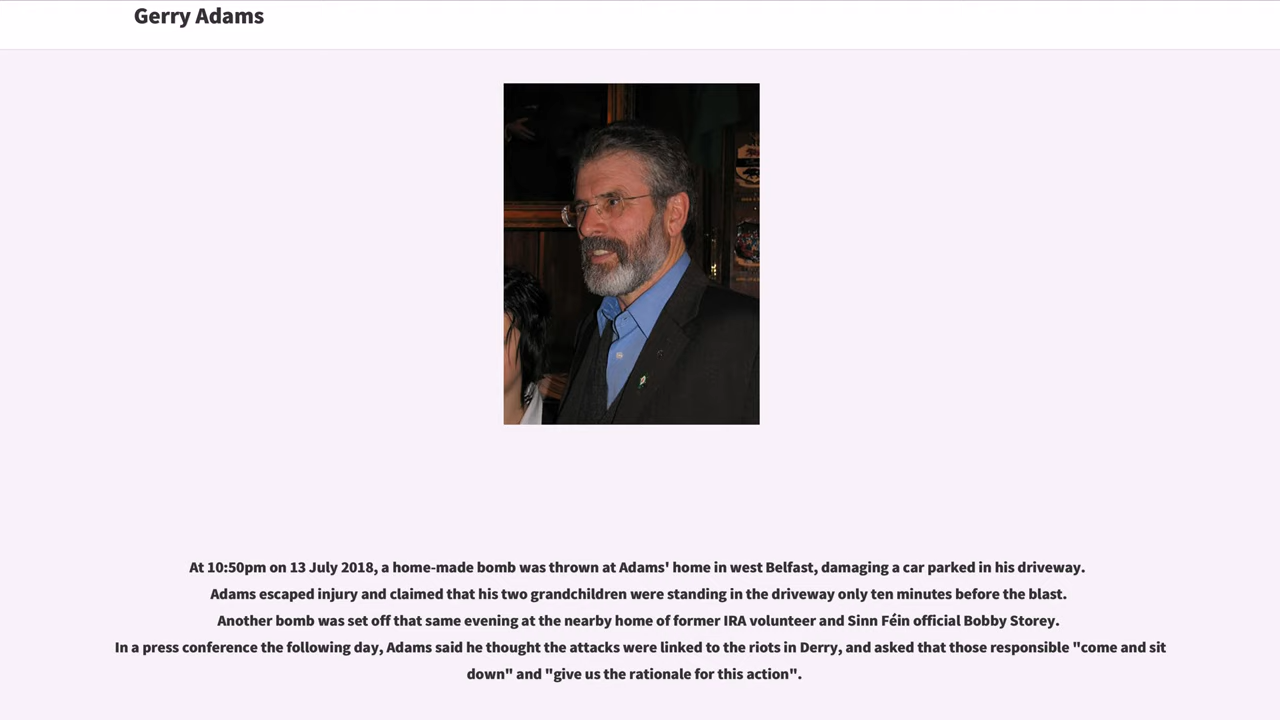 Gerry Adams
At 10:50pm on 13 July 2018, a home-made bomb was thrown at Adams' home in west Belfast, damaging a car parked in his driveway.
Adams escaped injury and claimed that his two grandchildren were standing in the driveway only ten minutes before the blast.
Another bomb was set off that same evening at the nearby home of former IRA volunteer and Sinn Féin official Bobby Storey.
In a press conference the following day, Adams said he thought the attacks were linked to the riots in Derry, and asked that those responsible "come and sit
down" and "give us the rationale for this action".